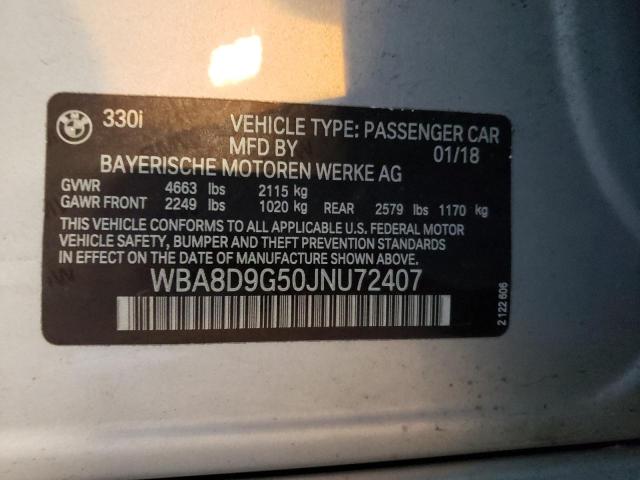 330i
VEHICLE TYPE: PASSENGER CAR
MFD BY 01/18
BAYERISCHE MOTOREN WERKE AG
GVWR 4663 lbs 2115 kg
GAWR FRONT 2249 lbs 1020 kg REAR 2579 lbs 1170 kg
THIS VEHICLE CONFORMS TO ALL APPLICABLE U.S. FEDERAL MOTOR
VEHICLE SAFETY, BUMPER AND THEFT PREVENTION STANDARDS
IN EFFECT ON THE DATE OF MANUFACTURE SHOWN ABOVE.
WBA8D9G50JNU72407
2 122 606